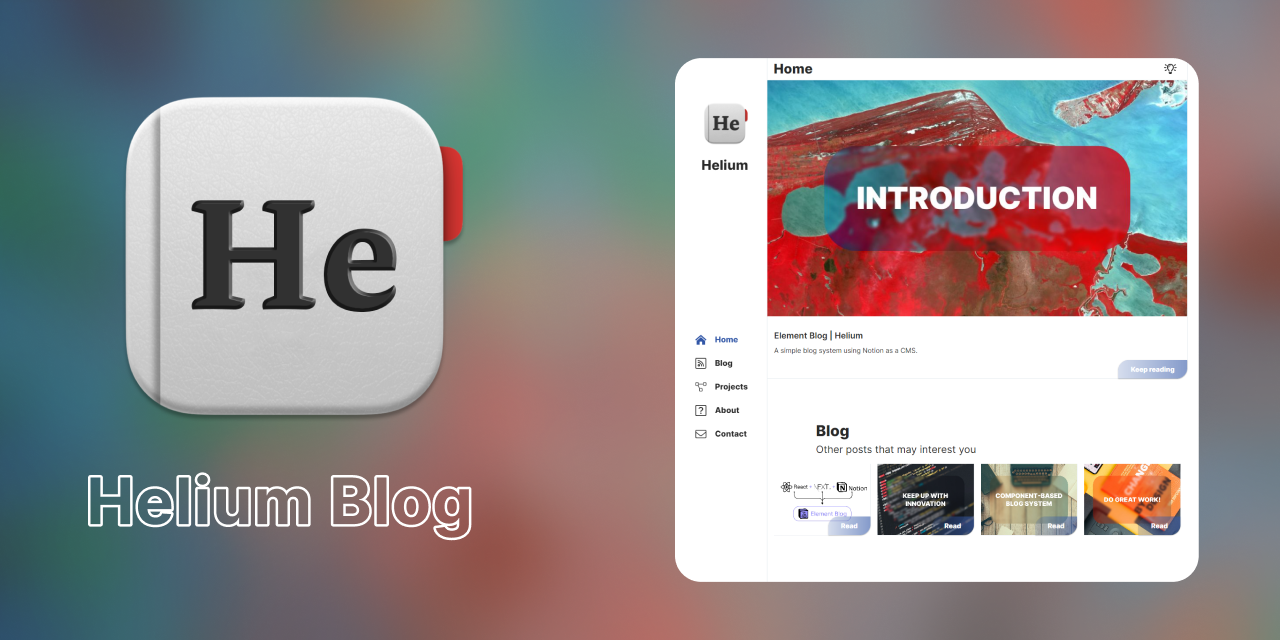 He
Helium Blog
Home
He
Helium
INTRODUCTION
Home
Blog
Projects
About
Contact
Element Blog | Helium
A simple blog system using Notion as a CMS.
Keep reading
Blog
Other posts that may interest you
React + \EXT. + Notion
Element Blog
Read
KEEP UP WITH
INNOVATION
Read
COMPONENT-BASED
BLOG SYSTEM
Read
DO GREAT WORK!
Read